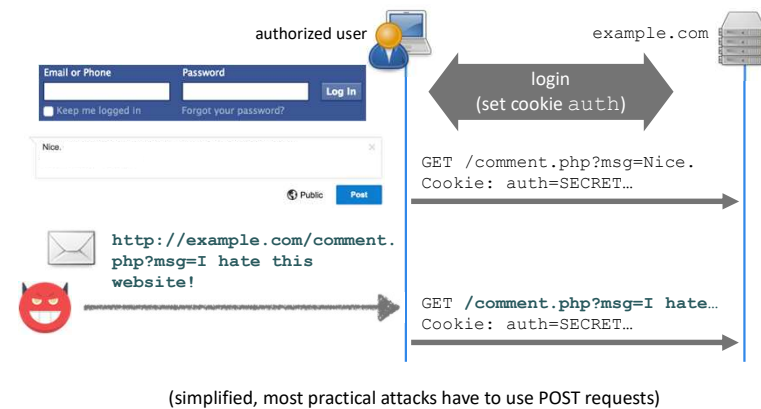 authorized user
example.com
Email or Phone
Password
Log In
Keep me logged in
Forgot your password?
login
(set cookie auth)
Nice.
Public
Post
GET /comment.php?msg=Nice.
Cookie: auth=SECRET…
http://example.com/comment.
php?msg=I hate this
website!
GET /comment.php?msg=I hate…
Cookie: auth=SECRET…
(simplified, most practical attacks have to use POST requests)